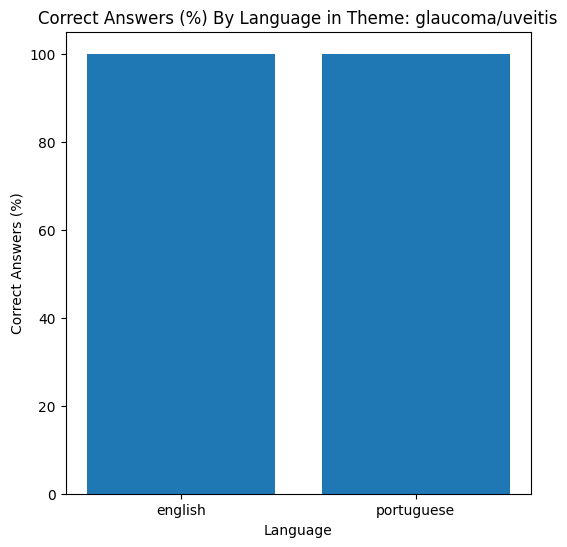 Correct Answers (%) By Language in Theme: glaucoma/uveitis
100
80
60
40
20
0
Correct Answers (%)
english portuguese
Language